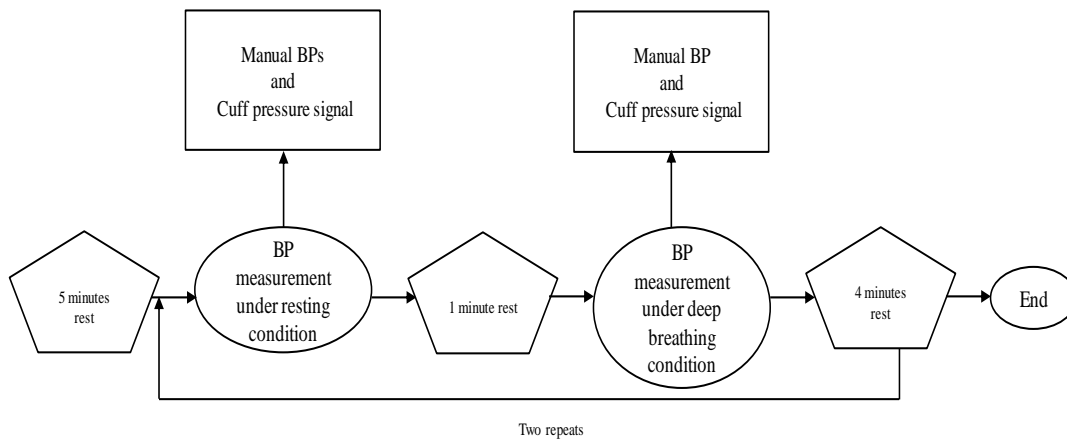 Manual BPs
and
Cuff pressure signal
Manual BP
and
Cuff pressure signal
5 minutes
rest
BP
measurement
under resting
condition
1 minute rest
BP
measurement
under deep
breathing
condition
4 minutes
rest
End
Two repeats